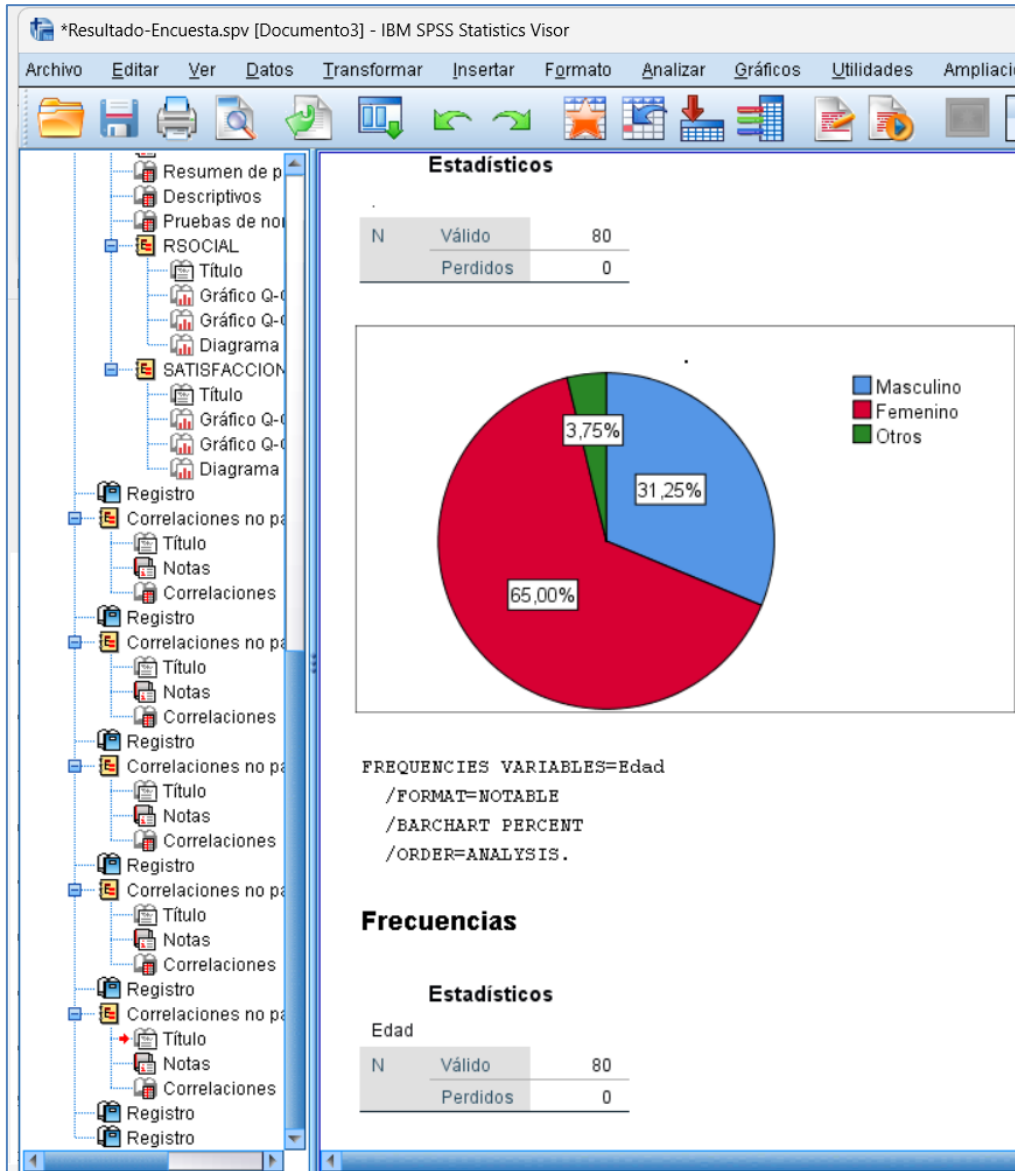 *Resultado-Encuesta.spv [Documento3] - IBM SPSS Statistics Visor
Archivo Editar Ver Datos Transformar Insertar Formato Analizar Gráficos Utilidades Ampliacio
Resumen de p
Descriptivos
Pruebas de nor
RSOCIAL
Título
Gráfico Q-Q
Gráfico Q-Q
Diagrama
SATISFACCION
Título
Gráfico Q-Q
Gráfico Q-Q
Diagrama
Registro
Correlaciones no pa
Título
Notas
Correlaciones
Registro
Correlaciones no pa
Título
Notas
Correlaciones
Registro
Correlaciones no pa
Título
Notas
Correlaciones
Registro
Correlaciones no pa
Título
Notas
Correlaciones
Registro
Correlaciones no pa
Título
Notas
Correlaciones
Registro
Registro
Estadísticos
.
N Válido 80
Perdidos 0
.
Masculino
Femenino
Otros
3,75%
31,25%
65,00%
FREQUENCIES VARIABLES=Edad
/FORMAT=NOTABLE
/BARCHART PERCENT
/ORDER=ANALYSIS.
Frecuencias
Estadísticos
Edad
N Válido 80
Perdidos 0